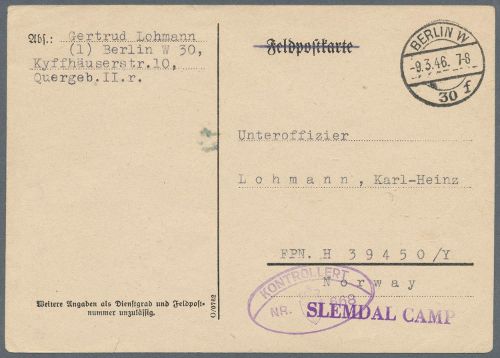 Abs.: Gertrud Lohmann
(1) Berlin W 30,
Kyffhäuserstr.10,
Quergeb.II.r.
Feldpostkarte
BERLIN W
-9.3.46. 7-8
30 f
Unteroffizier
Lohmann, Karl-Heinz
FPN. H 39450/Y
Norway
KONTROLLERT
NR. 668
SLEMDAL CAMP
Weitere Angaben als Dienstgrad und Feldpost-
nummer unzulässig.